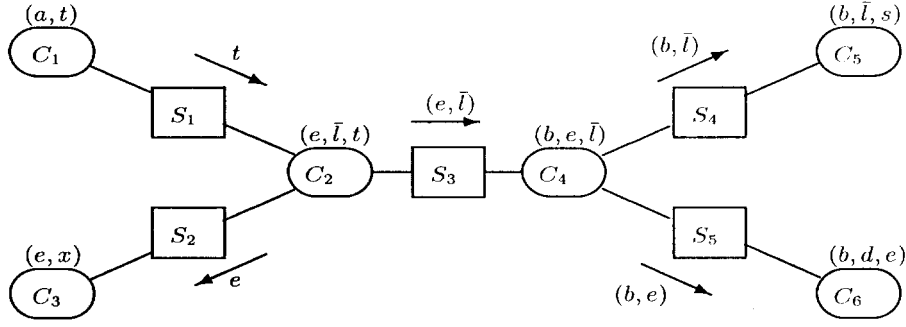 (a, t)
(b, l̄, s)
C₁
t
(b, l̄)
C₅
S₁
(e, l̄)
S₄
(e, l̄, t)
(b, e, l̄)
C₂
S₃
C₄
S₂
S₅
(e, x)
(b, d, e)
C₃
e
(b, e)
C₆